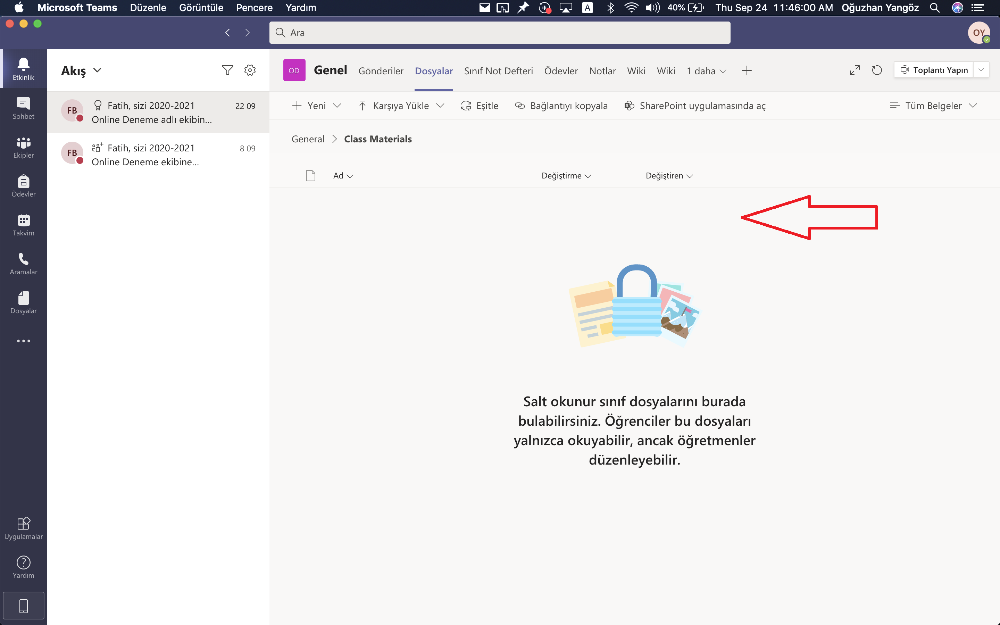 Microsoft Teams Düzenle Görüntüle Pencere Yardım A 40% Thu Sep 24 11:46:00 AM Oğuzhan Yangöz
Ara
OY
Etkinlik
Sohbet
Ekipler
Ödevler
Takvim
Aramalar
Dosyalar
Uygulamalar
Yardım
Akış
FB
Fatih, sizi 2020-2021 22 09
Online Deneme adlı ekibin...
FB
Fatih, sizi 2020-2021 8 09
Online Deneme ekibine...
OD Genel Gönderiler Dosyalar Sınıf Not Defteri Ödevler Notlar Wiki Wiki 1 daha Toplantı Yapın
Yeni Karşıya Yükle Eşitle Bağlantıyı kopyala SharePoint uygulamasında aç Tüm Belgeler
General > Class Materials
Ad Değiştirme Değiştiren
Salt okunur sınıf dosyalarını burada
bulabilirsiniz. Öğrenciler bu dosyaları
yalnızca okuyabilir, ancak öğretmenler
düzenleyebilir.